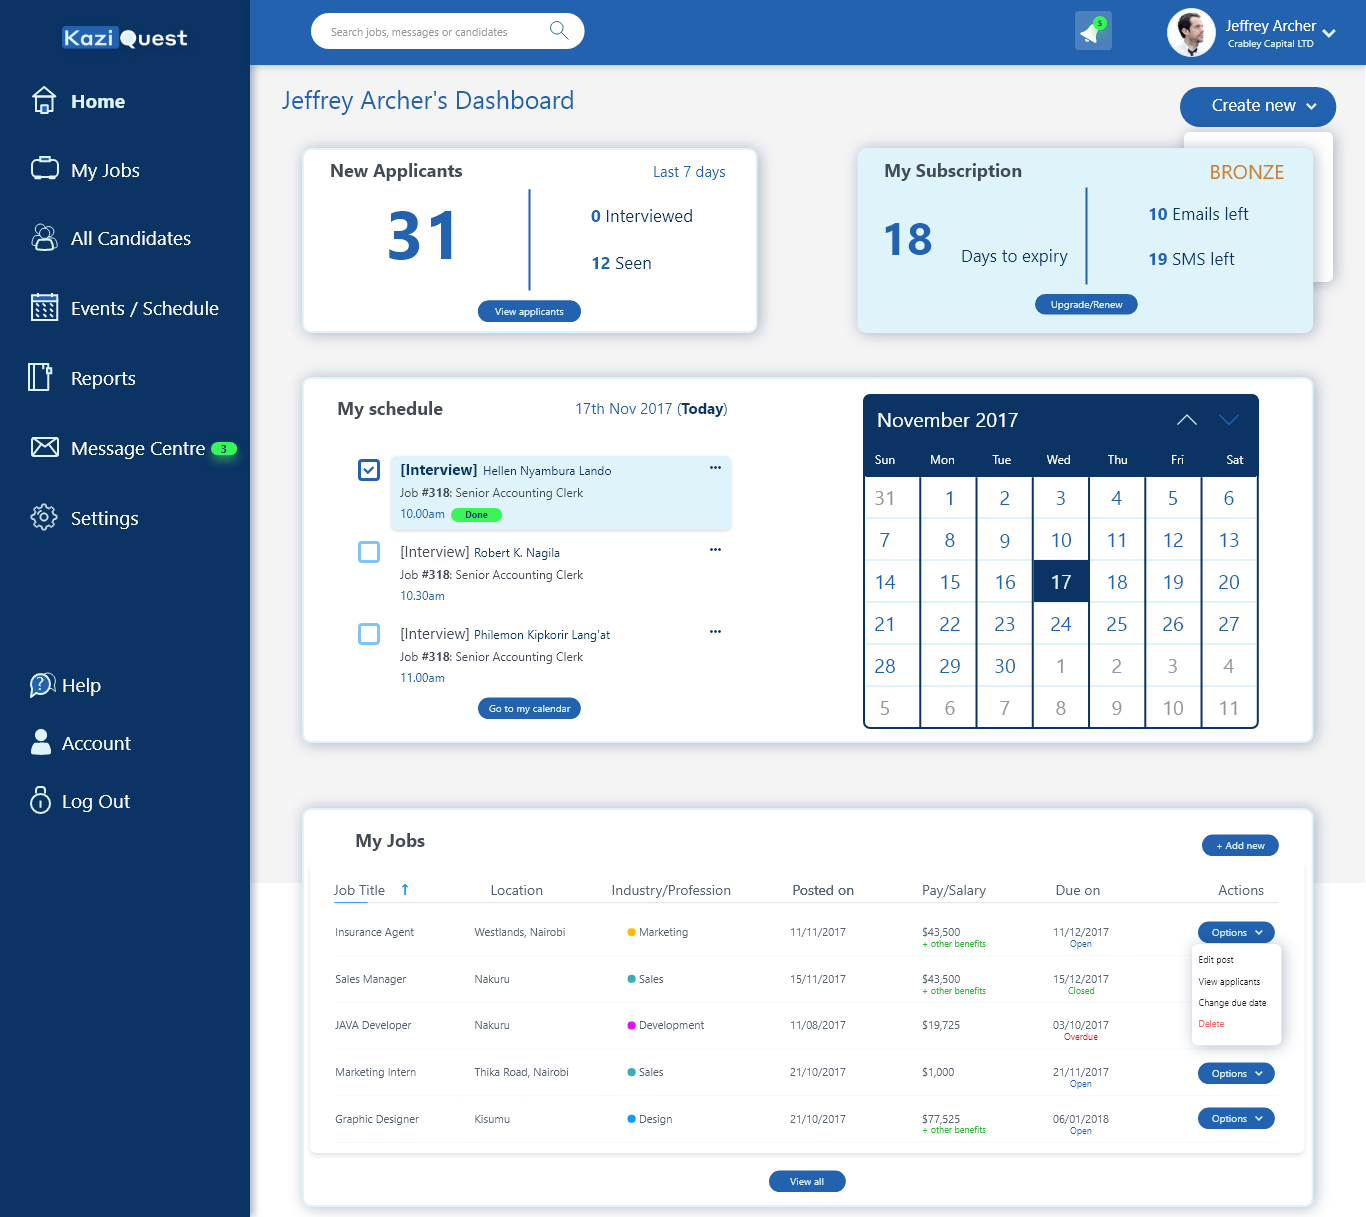 Kazi Quest
Home
My Jobs
All Candidates
Events / Schedule
Reports
Message Centre 3
Settings
Help
Account
Log Out
Search jobs, messages or candidates
5
Jeffrey Archer
Crabley Capital LTD
Jeffrey Archer's Dashboard
Create new
New Applicants
Last 7 days
31
0 Interviewed
12 Seen
View applicants
My Subscription
BRONZE
18 Days to expiry
10 Emails left
19 SMS left
Upgrade/Renew
My schedule
17th Nov 2017 (Today)
[Interview] Hellen Nyambura Lando
Job #318: Senior Accounting Clerk
10.00am Done
[Interview] Robert K. Nagila
Job #318: Senior Accounting Clerk
10.30am
[Interview] Philemon Kipkorir Lang'at
Job #318: Senior Accounting Clerk
11.00am
Go to my calendar
November 2017
Sun Mon Tue Wed Thu Fri Sat
31 1 2 3 4 5 6
7 8 9 10 11 12 13
14 15 16 17 18 19 20
21 22 23 24 25 26 27
28 29 30 1 2 3 4
5 6 7 8 9 10 11
My Jobs
+ Add new
Job Title Location Industry/Profession Posted on Pay/Salary Due on Actions
Insurance Agent Westlands, Nairobi Marketing 11/11/2017 $43,500 11/12/2017 Options
+ other benefits Open
Edit post
View applicants
Change due date
Delete
Sales Manager Nakuru Sales 15/11/2017 $43,500 15/12/2017
+ other benefits Closed
JAVA Developer Nakuru Development 11/08/2017 $19,725 03/10/2017
Overdue
Marketing Intern Thika Road, Nairobi Sales 21/10/2017 $1,000 21/11/2017 Options
Open
Graphic Designer Kisumu Design 21/10/2017 $77,525 06/01/2018 Options
+ other benefits Open
View all